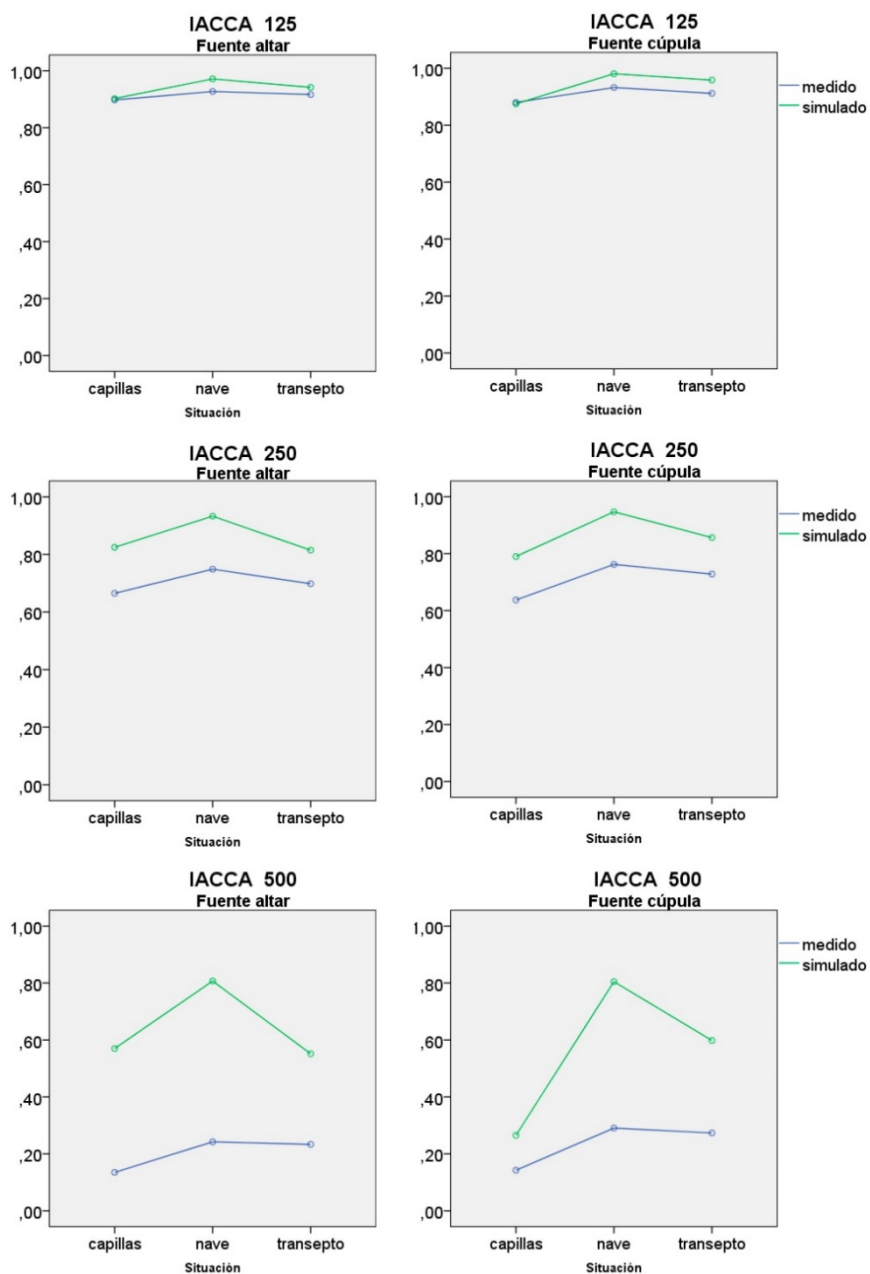 IACCA 125
Fuente altar
1,00
,80
,60
,40
,20
,00
capillas nave transepto
Situación
IACCA 125
Fuente cúpula
1,00
,80
,60
,40
,20
,00
capillas nave transepto
Situación
medido
simulado
IACCA 250
Fuente altar
1,00
,80
,60
,40
,20
,00
capillas nave transepto
Situación
IACCA 250
Fuente cúpula
1,00
,80
,60
,40
,20
,00
capillas nave transepto
Situación
medido
simulado
IACCA 500
Fuente altar
1,00
,80
,60
,40
,20
,00
capillas nave transepto
Situación
IACCA 500
Fuente cúpula
1,00
,80
,60
,40
,20
,00
capillas nave transepto
Situación
medido
simulado